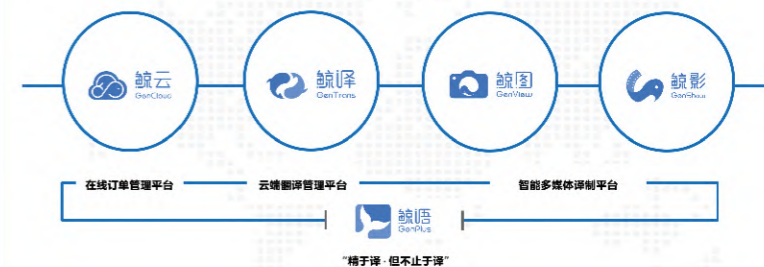 鲸云
GenCloud
鲸译
GenTrans
鲸图
GenView
鲸影
GenShow
在线订单管理平台
云端翻译管理平台
智能多媒体译制平台
鲸语
GenPlus
“精于译·但不止于译”